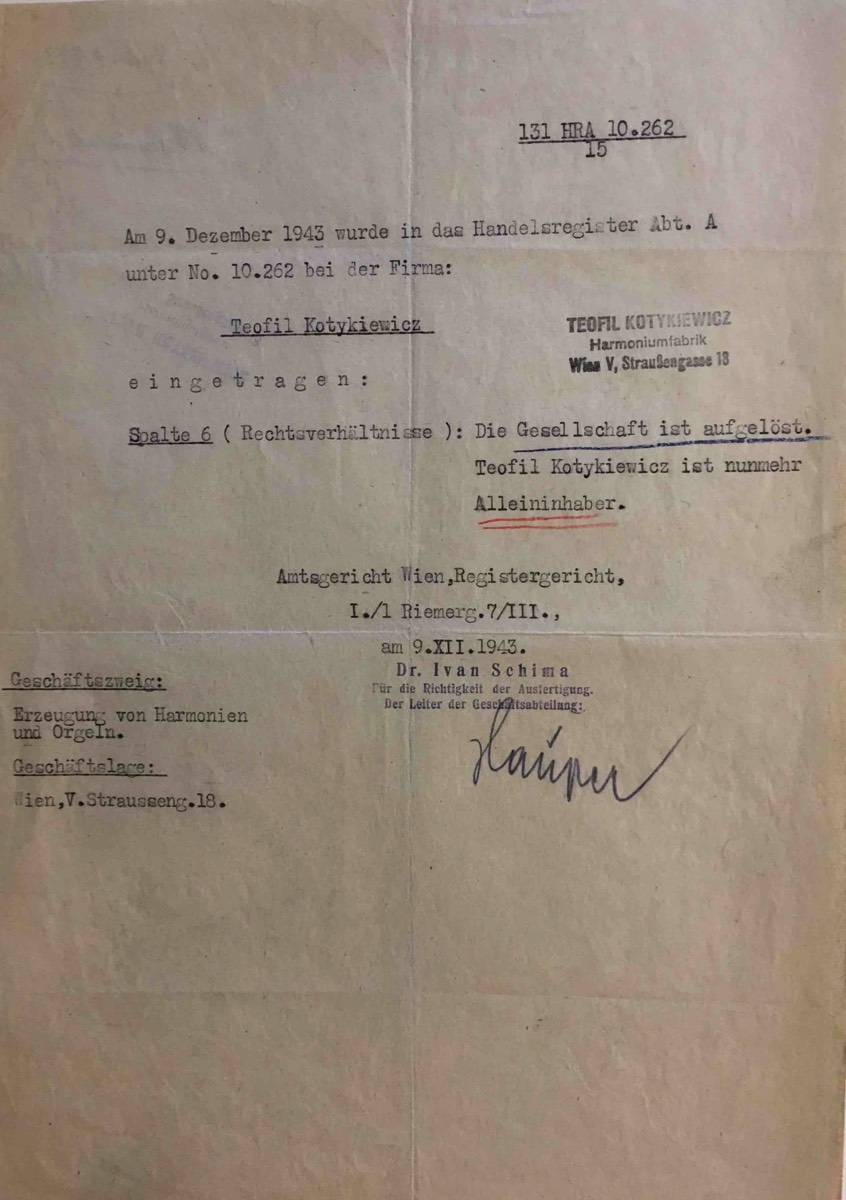 131 HRA 10.262
15
Am 9. Dezember 1943 wurde in das Handelsregister Abt. A
unter No. 10.262 bei der Firma:
Teofil Kotykiewicz
TEOFIL KOTYKIEWICZ
Harmoniumfabrik
Wien V, Straußengasse 18
eingetragen:
Spalte 6 ( Rechtsverhältnisse ): Die Gesellschaft ist aufgelöst.
Teofil Kotykiewicz ist nunmehr
Alleininhaber.
Amtsgericht Wien,Registergericht,
I./1 Riemerg.7/III.,
am 9.XII.1943.
Dr. Ivan Schima
Für die Richtigkeit der Ausfertigung.
Der Leiter der Geschäftsabteilung:
Geschäftszweig:
Erzeugung von Harmonien
und Orgeln.
Geschäftslage:
Wien,V.Strausseng.18.